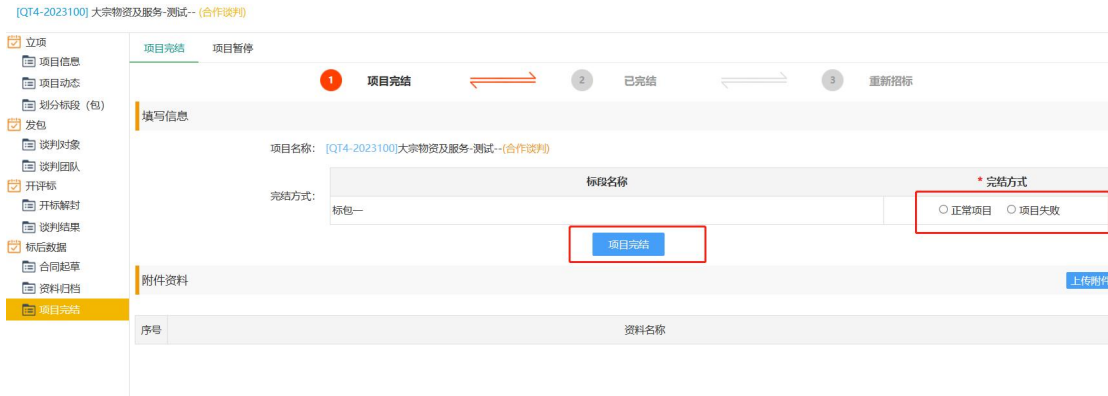 [QT4-2023100] 大宗物资及服务-测试-- (合作谈判)
立项
项目信息
项目动态
划分标段（包）
发包
谈判对象
谈判团队
开评标
开标解封
谈判结果
标后数据
合同起草
资料归档
项目完结
项目完结 项目暂停
1 项目完结 2 已完结 3 重新招标
填写信息
项目名称: [QT4-2023100]大宗物资及服务-测试--(合作谈判)
完结方式:
标段名称 * 完结方式
标包一 正常项目 项目失败
项目完结
附件资料 上传附件
序号 资料名称